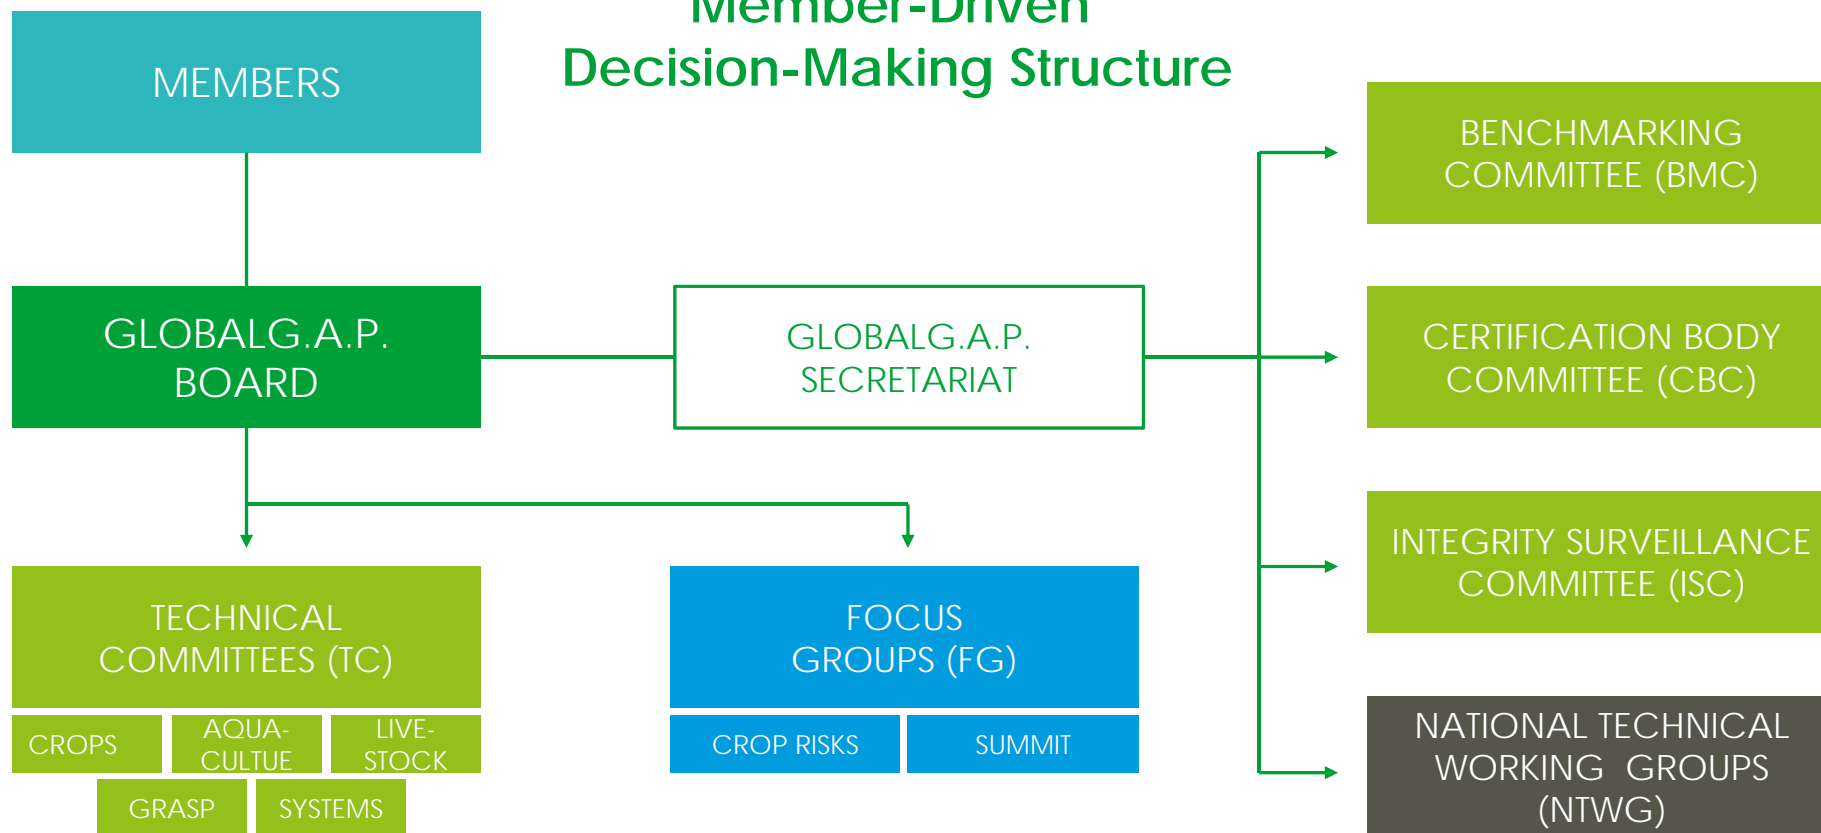 Member-Driven
Decision-Making Structure
MEMBERS
GLOBALG.A.P.
BOARD
GLOBALG.A.P.
SECRETARIAT
BENCHMARKING
COMMITTEE (BMC)
CERTIFICATION BODY
COMMITTEE (CBC)
INTEGRITY SURVEILLANCE
COMMITTEE (ISC)
NATIONAL TECHNICAL
WORKING GROUPS
(NTWG)
TECHNICAL
COMMITTEES (TC)
CROPS
AQUA-
CULTUE
LIVE-
STOCK
GRASP
SYSTEMS
FOCUS
GROUPS (FG)
CROP RISKS
SUMMIT